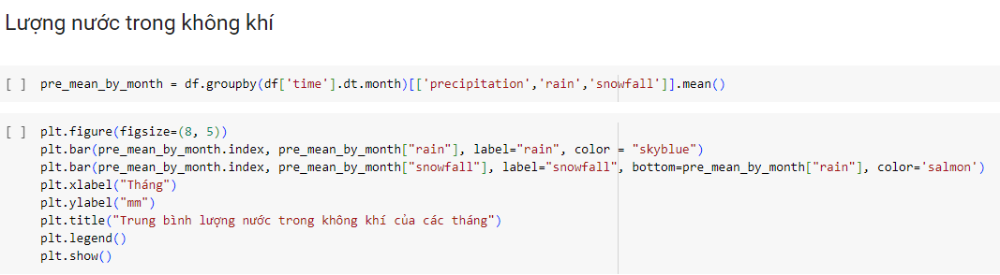 Lượng nước trong không khí
[ ] pre_mean_by_month = df.groupby(df['time'].dt.month)[['precipitation','rain','snowfall']].mean()
[ ] plt.figure(figsize=(8, 5))
plt.bar(pre_mean_by_month.index, pre_mean_by_month["rain"], label="rain", color = "skyblue")
plt.bar(pre_mean_by_month.index, pre_mean_by_month["snowfall"], label="snowfall", bottom=pre_mean_by_month["rain"], color='salmon')
plt.xlabel("Tháng")
plt.ylabel("mm")
plt.title("Trung bình lượng nước trong không khí của các tháng")
plt.legend()
plt.show()